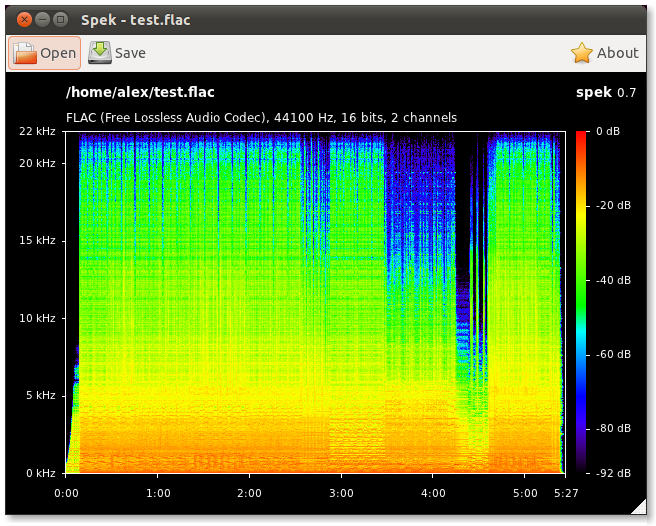 Spek - test.flac
Open Save About
/home/alex/test.flac spek 0.7
FLAC (Free Lossless Audio Codec), 44100 Hz, 16 bits, 2 channels
22 kHz
20 kHz
15 kHz
10 kHz
5 kHz
0 kHz
0:00 1:00 2:00 3:00 4:00 5:00 5:27
0 dB
-20 dB
-40 dB
-60 dB
-80 dB
-92 dB